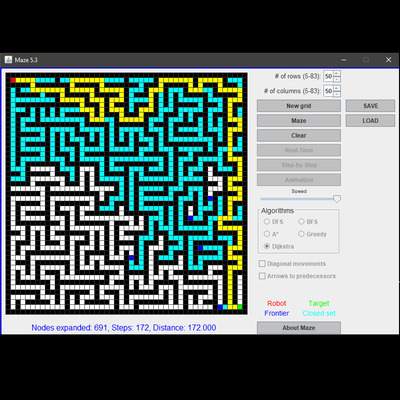 Maze 5.3
# of rows (5-83): 50
# of columns (5-83): 50
New grid SAVE
Maze LOAD
Clear
Real-Time
Step-by-Step
Animation
Speed
Algorithms
DFS BFS
A* Greedy
Dijkstra
Diagonal movements
Arrows to predecessors
Robot Target
Frontier Closed set
Nodes expanded: 691, Steps: 172, Distance: 172.000
About Maze